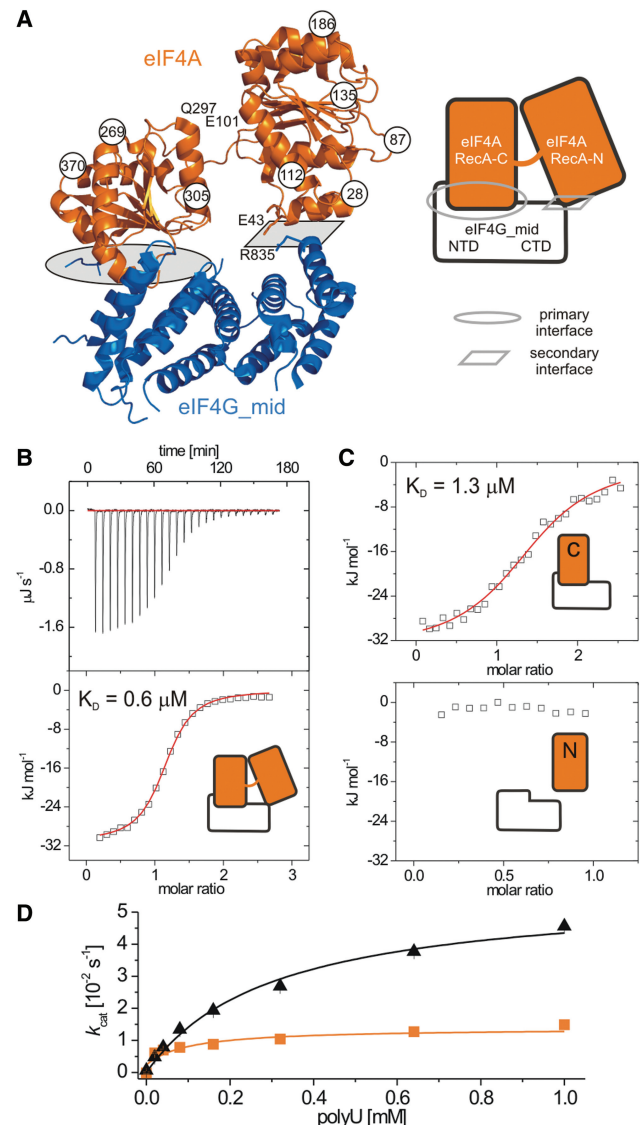 A
eIF4A
186
135
87
112
28
Q297
E101
269
370
305
E43
R835
eIF4G_mid
eIF4A
RecA-C
eIF4A
RecA-N
eIF4G_mid
NTD CTD
primary
interface
secondary
interface
B
time [min]
0 60 120 180
0.0
-0.8
-1.6
µJ s⁻¹
K_D = 0.6 µM
0
-8
-16
-24
-32
kJ mol⁻¹
0 1 2 3
molar ratio
C
K_D = 1.3 µM
0
-8
-16
-24
-32
kJ mol⁻¹
C
0 1 2
molar ratio
0
-8
-16
-24
-32
kJ mol⁻¹
N
0.0 0.5 1.0
molar ratio
D
5
4
3
2
1
0
k_cat [10⁻² s⁻¹]
0.0 0.2 0.4 0.6 0.8 1.0
polyU [mM]